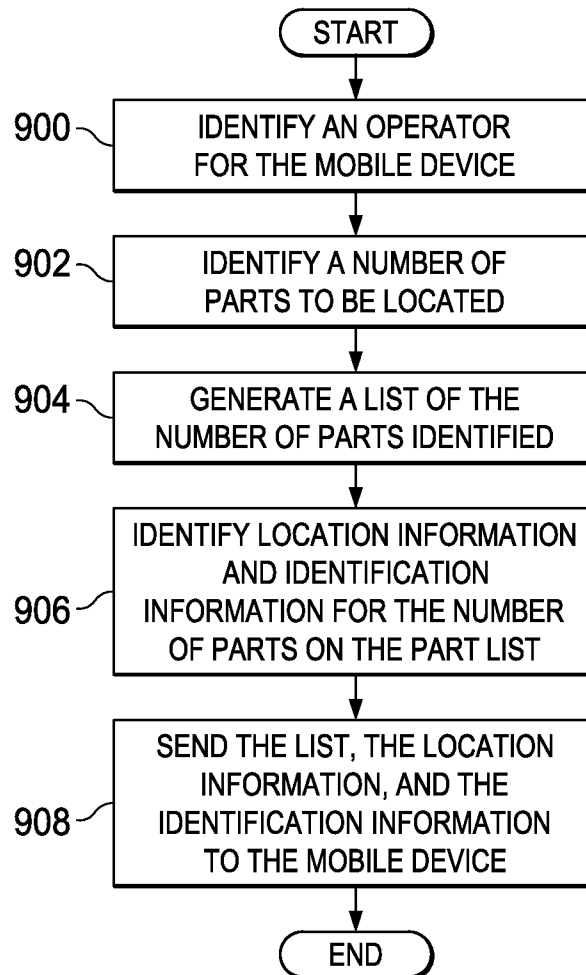 START
900
IDENTIFY AN OPERATOR
FOR THE MOBILE DEVICE
902
IDENTIFY A NUMBER OF
PARTS TO BE LOCATED
904
GENERATE A LIST OF THE
NUMBER OF PARTS IDENTIFIED
906
IDENTIFY LOCATION INFORMATION
AND IDENTIFICATION
INFORMATION FOR THE NUMBER
OF PARTS ON THE PART LIST
908
SEND THE LIST, THE LOCATION
INFORMATION, AND THE
IDENTIFICATION INFORMATION
TO THE MOBILE DEVICE
END